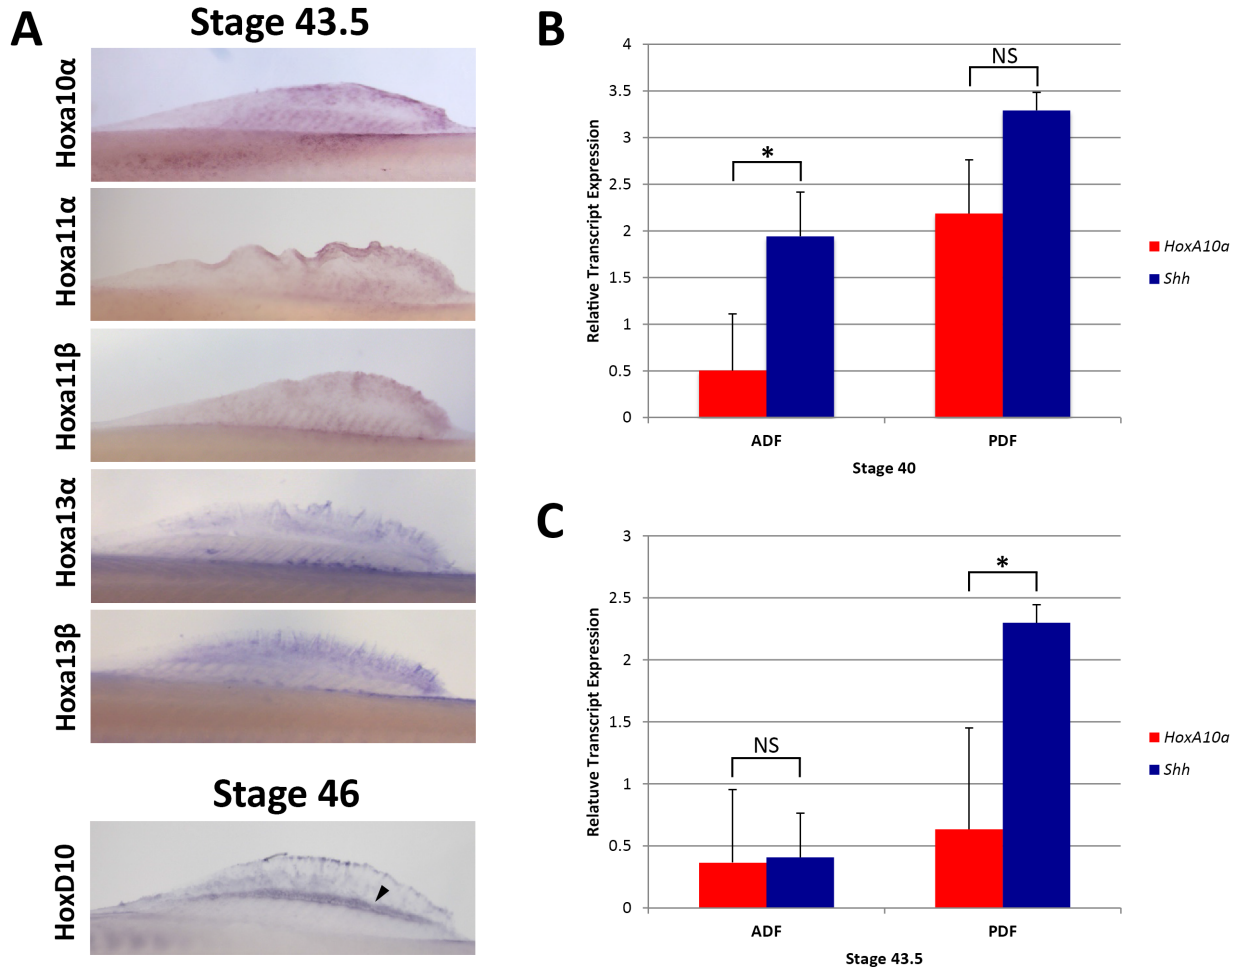 A
Stage 43.5
Hoxa10α
Hoxa11α
Hoxa11β
Hoxa13α
Hoxa13β
Stage 46
HoxD10
B
4
3.5
3
2.5
2
1.5
1
0.5
0
Relative Transcript Expression
*
NS
ADF
PDF
Stage 40
HoxA10α
Shh
C
3
2.5
2
1.5
1
0.5
0
Relatuve Transcript Expression
NS
*
ADF
PDF
Stage 43.5
HoxA10α
Shh